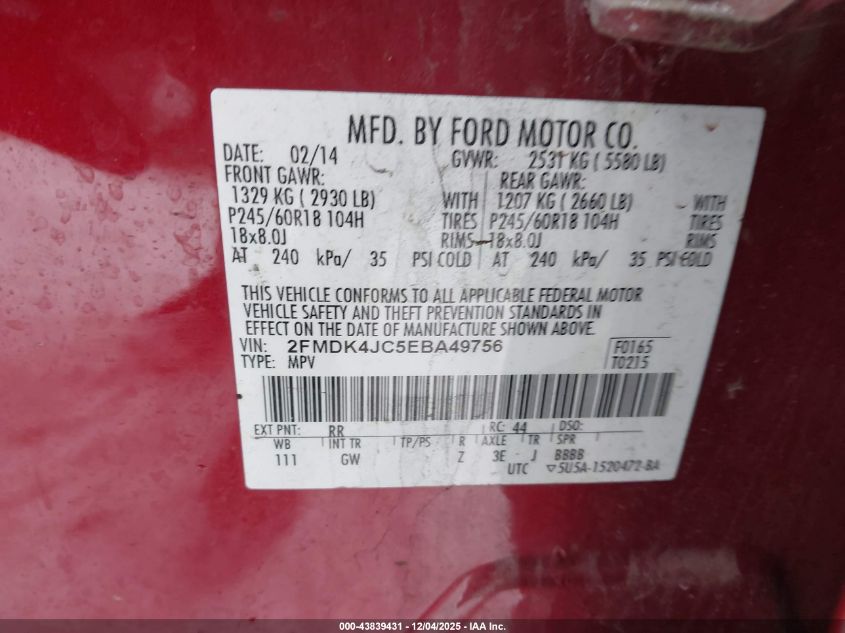 MFD. BY FORD MOTOR CO.
DATE: 02/14 GVWR: 2531 KG ( 5580 LB)
FRONT GAWR: REAR GAWR:
1329 KG ( 2930 LB) WITH 1207 KG ( 2660 LB) WITH
P245/60R18 104H TIRES P245/60R18 104H TIRES
18x8.0J RIMS 18x8.0J RIMS
AT 240 kPa/ 35 PSI COLD AT 240 kPa/ 35 PSI COLD
THIS VEHICLE CONFORMS TO ALL APPLICABLE FEDERAL MOTOR
VEHICLE SAFETY AND THEFT PREVENTION STANDARDS IN
EFFECT ON THE DATE OF MANUFACTURE SHOWN ABOVE.
VIN: 2FMDK4JC5EBA49756 F0165
TYPE: MPV T0215
EXT PNT: RR RC: 44 DSO:
WB INT TR TP/PS R AXLE TR SPR
111 GW Z 3E J BBBB
UTC ▽5U5A-1520472-BA
000-43839431 - 12/04/2025 - IAA Inc.